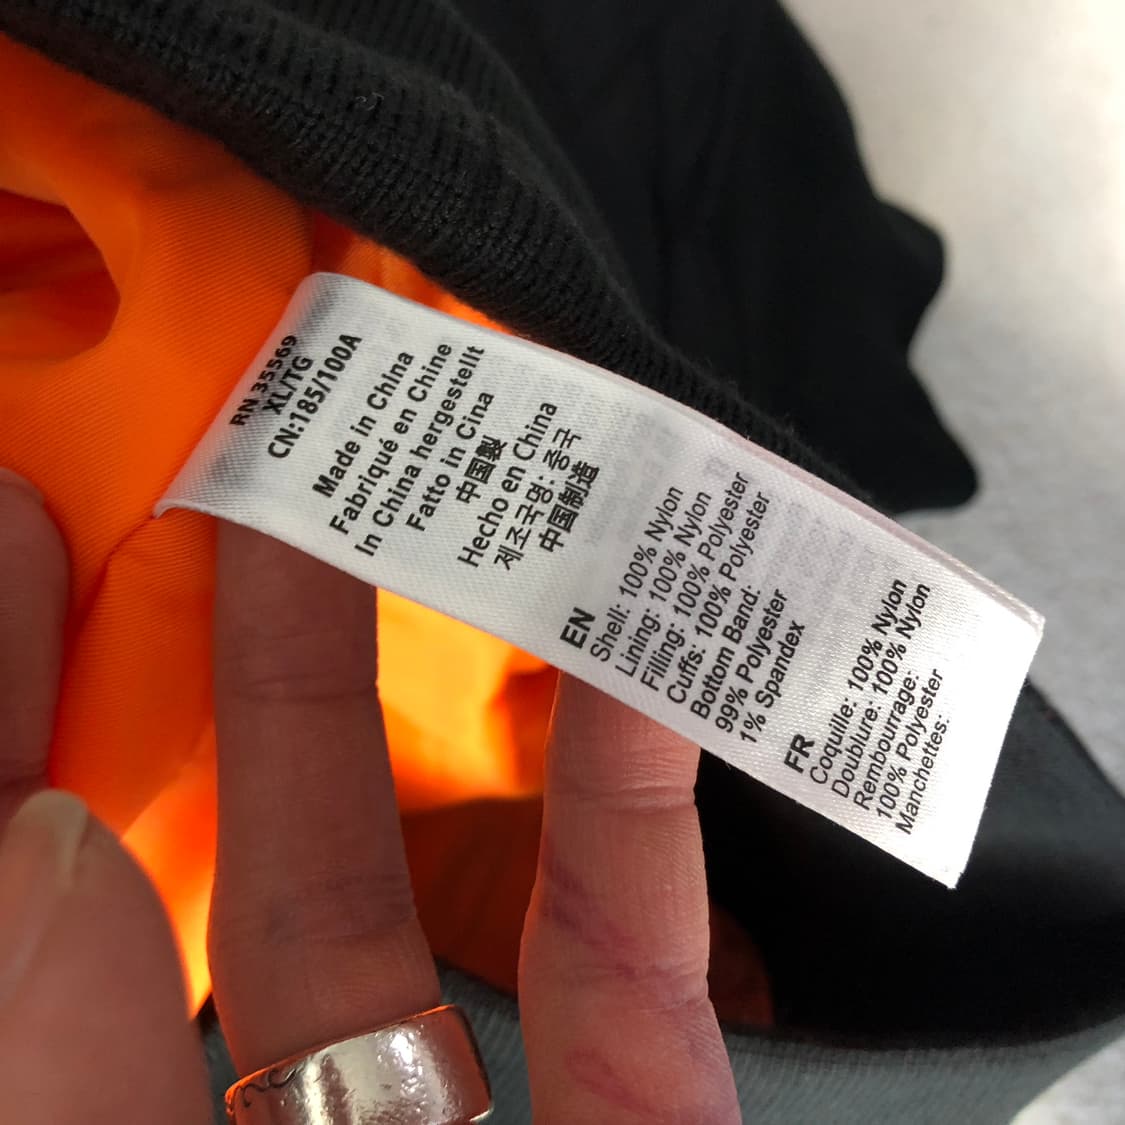 RN 35569
XL/TG
CN:185/100A
Made in China
Fabriqué en Chine
In China hergestellt
Fatto in Cina
中国製
Hecho en China
제조국명: 중국
中国制造
EN
Shell: 100% Nylon
Lining: 100% Nylon
Filling: 100% Polyester
Cuffs: 100% Polyester
Bottom Band:
99% Polyester
1% Spandex
FR
Coquille: 100% Nylon
Doublure: 100% Nylon
Rembourrage:
100% Polyester
Manchettes: